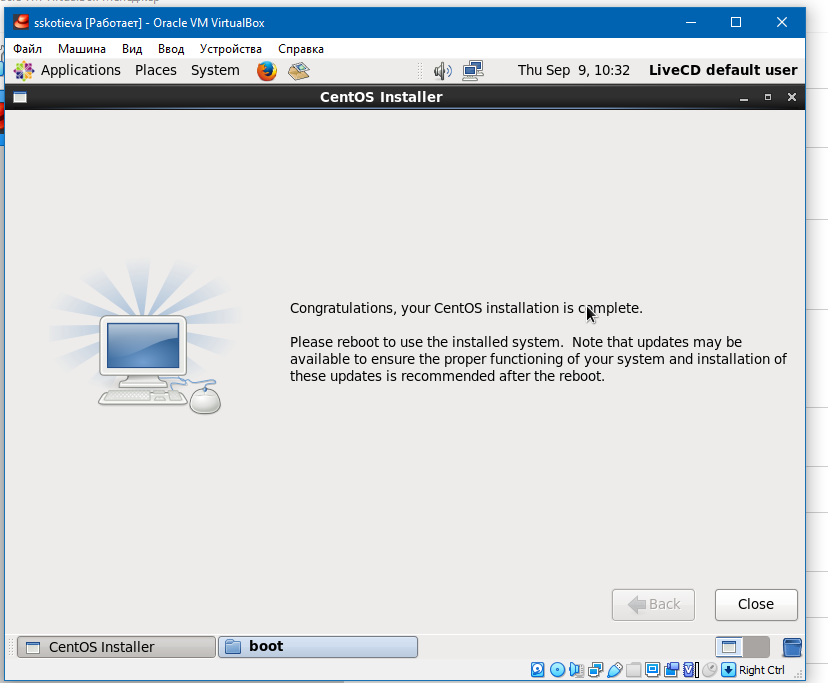 sskotieva [Работает] - Oracle VM VirtualBox
Файл Машина Вид Ввод Устройства Справка
Applications Places System Thu Sep 9, 10:32 LiveCD default user
CentOS Installer
Congratulations, your CentOS installation is complete.
Please reboot to use the installed system. Note that updates may be
available to ensure the proper functioning of your system and installation of
these updates is recommended after the reboot.
Back Close
CentOS Installer boot
Right Ctrl